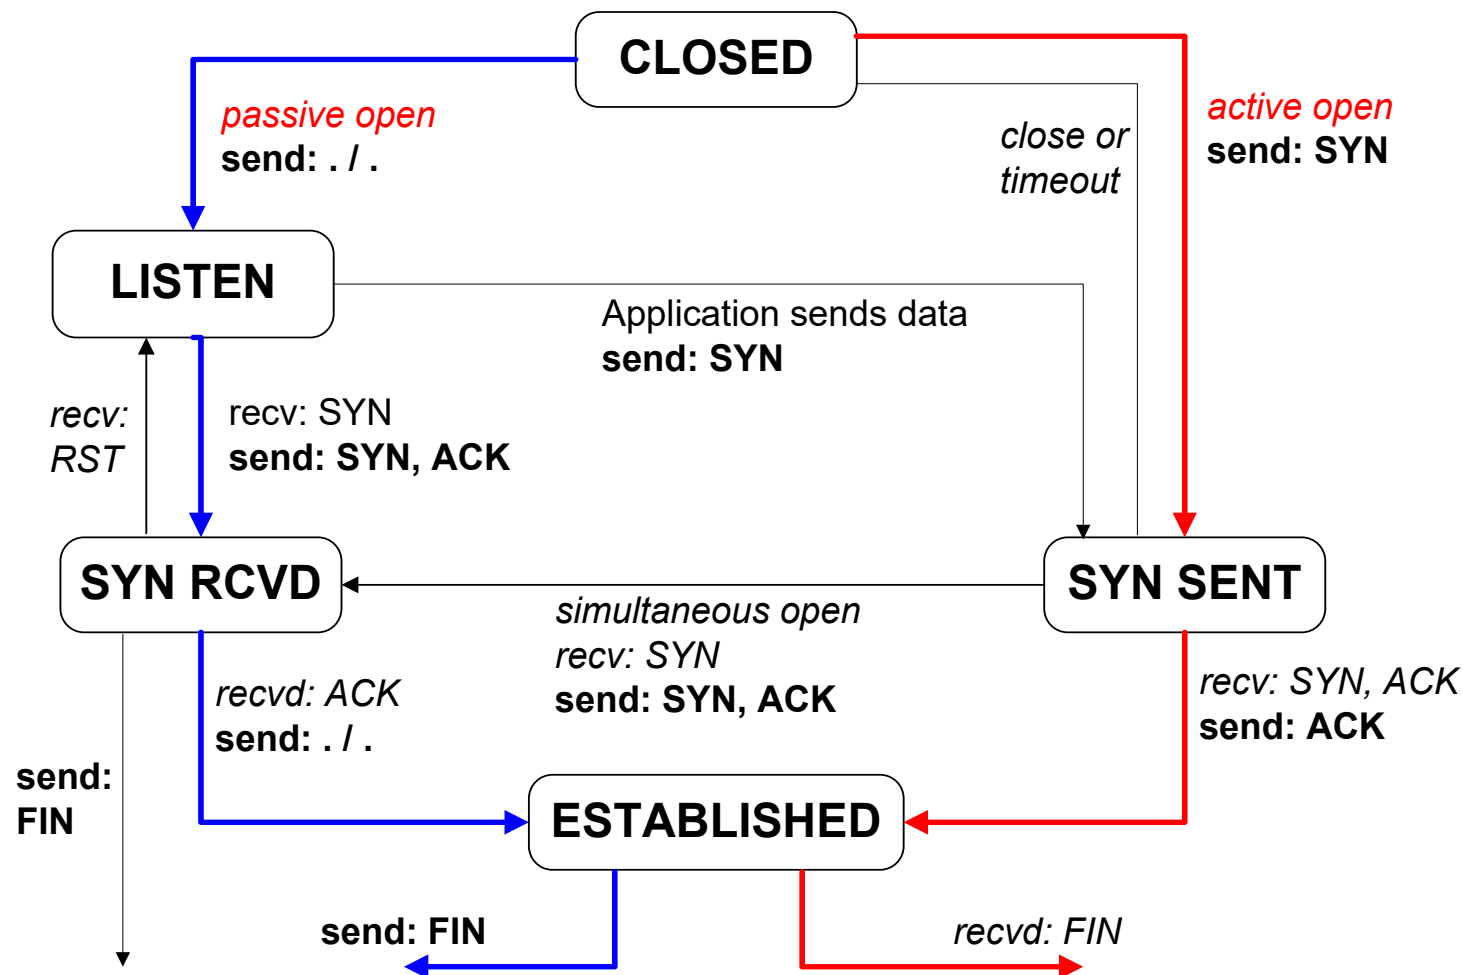 CLOSED
passive open
send: . / .
close or
timeout
active open
send: SYN
LISTEN
Application sends data
send: SYN
recv:
RST
recv: SYN
send: SYN, ACK
SYN RCVD
SYN SENT
simultaneous open
recv: SYN
send: SYN, ACK
recvd: ACK
send: . / .
recv: SYN, ACK
send: ACK
send:
FIN
ESTABLISHED
send: FIN
recvd: FIN